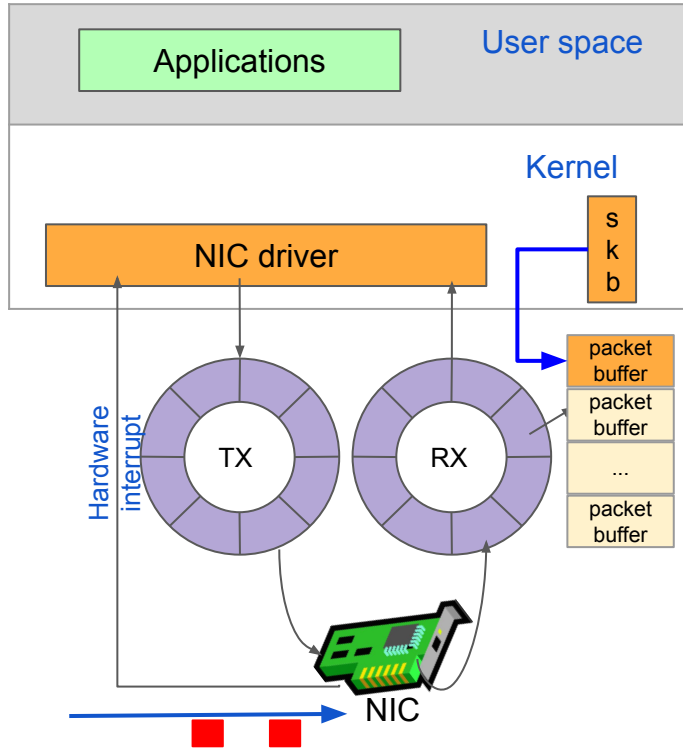 Applications
User space
Kernel
s
k
b
NIC driver
packet
buffer
packet
buffer
...
packet
buffer
Hardware
interrupt
TX
RX
NIC